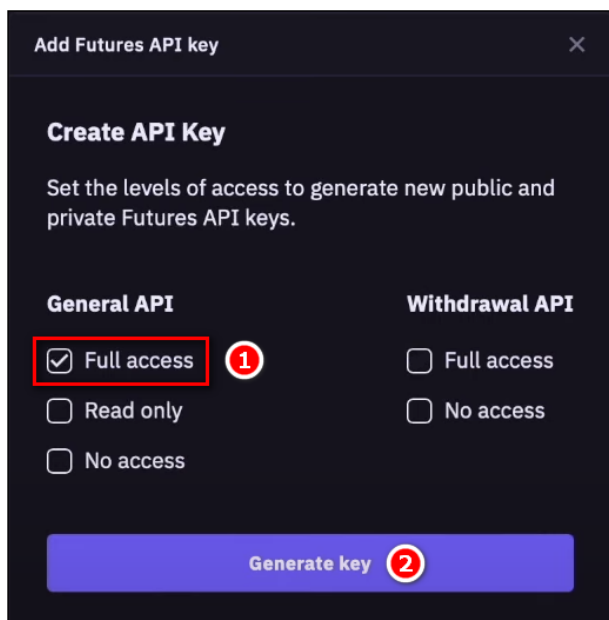 Add Futures API key
Create API Key
Set the levels of access to generate new public and
private Futures API keys.
General API
Full access 1
Read only
No access
Withdrawal API
Full access
No access
Generate key 2